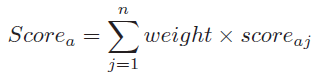 $Score_a = \sum_{j=1}^{n} weight \times score_{aj}$